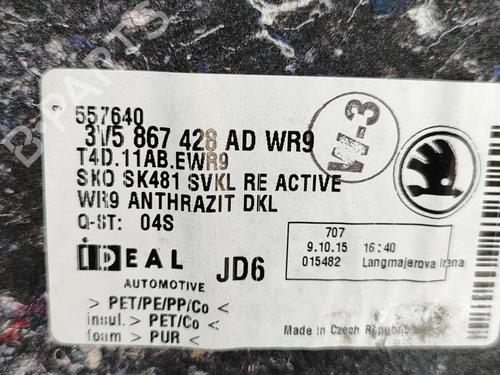 B-PARTS
557640
3V5 867 428 AD WR9
W-3
T4D.11AB.EWR9
SKO SK481 SVKL RE ACTIVE
WR9 ANTHRAZIT DKL
Q-ST: 04S
IDEAL
AUTOMOTIVE
JD6
707
9.10.15 16:40
015482 Langmajerova Irena
> PET/PE/PP/Co <
insul.> PET/Co <
foam > PUR <
Made in Czech Republic